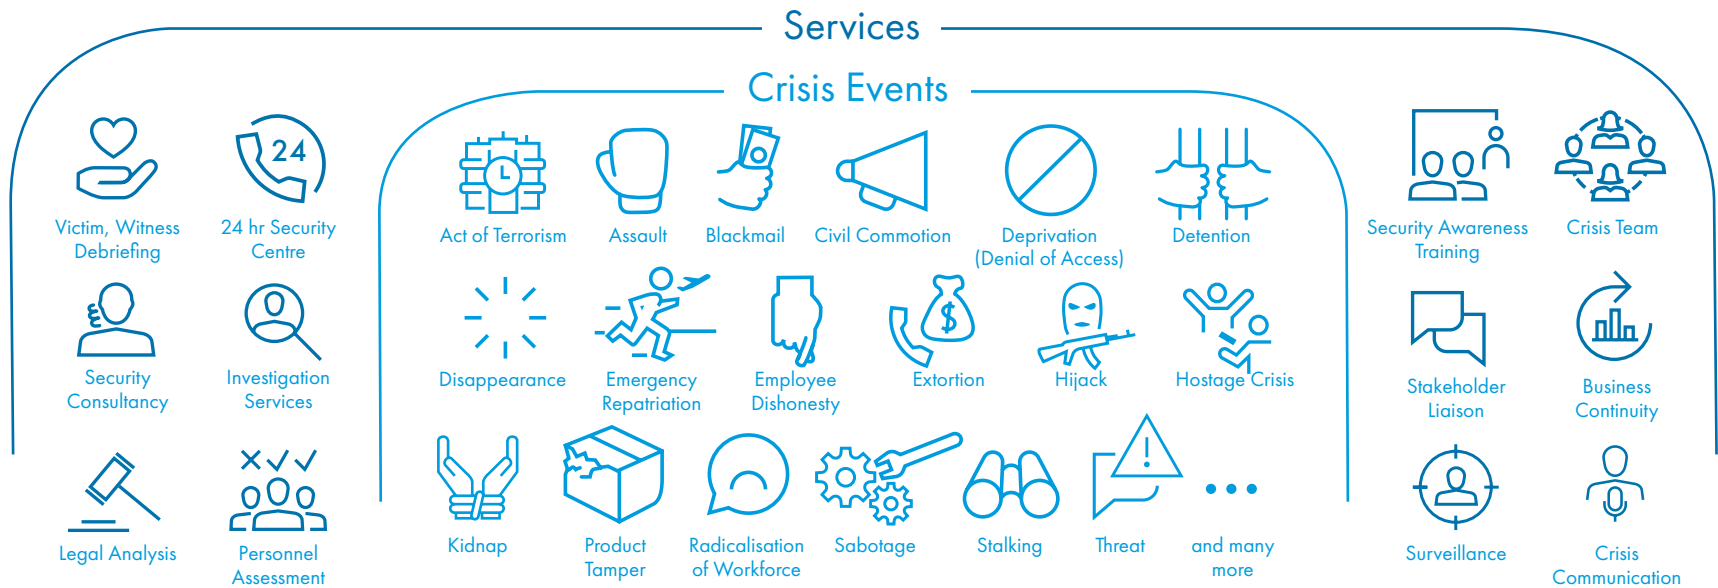 Services
Crisis Events
24
Victim, Witness
Debriefing
24 hr Security
Centre
Security
Consultancy
Investigation
Services
Legal Analysis
Personnel
Assessment
Act of Terrorism
Assault
Blackmail
Civil Commotion
Deprivation
(Denial of Access)
Detention
Disappearance
Emergency
Repatriation
Employee
Dishonesty
$
Extortion
Hijack
Hostage Crisis
Kidnap
Product
Tamper
Radicalisation
of Workforce
Sabotage
Stalking
!
Threat
and many
more
Security Awareness
Training
Crisis Team
Stakeholder
Liaison
Business
Continuity
Surveillance
Crisis
Communication